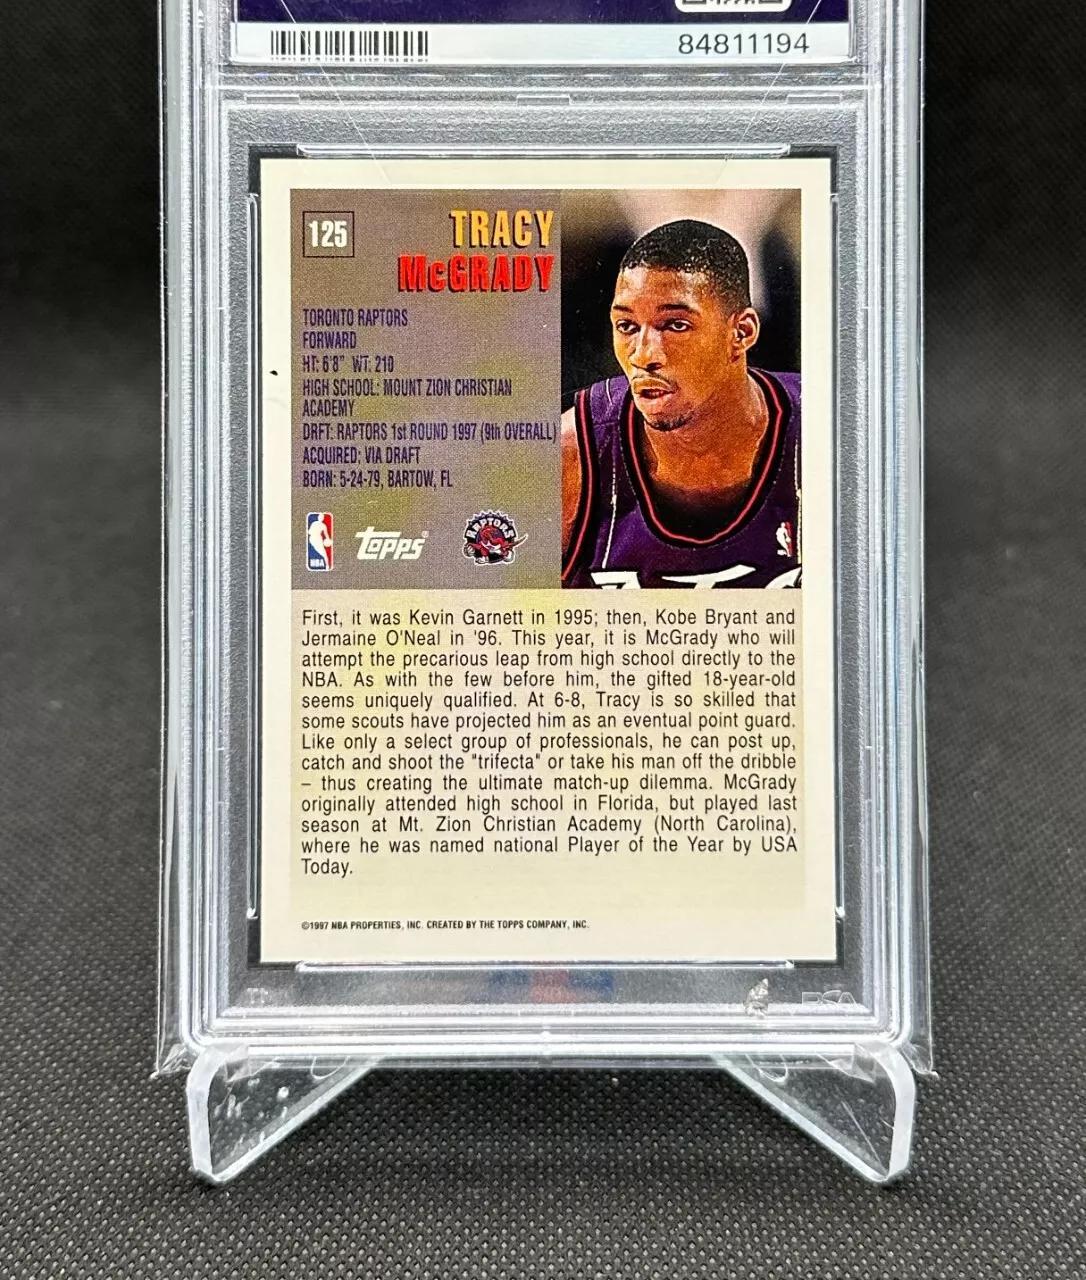 84811194
125
TRACY
McGRADY
TORONTO RAPTORS
FORWARD
HT: 6'8" WT: 210
HIGH SCHOOL: MOUNT ZION CHRISTIAN
ACADEMY
DRFT: RAPTORS 1st ROUND 1997 (9th OVERALL)
ACQUIRED: VIA DRAFT
BORN: 5-24-79, BARTOW, FL
NBA
TOPPS
RAPTORS
First, it was Kevin Garnett in 1995; then, Kobe Bryant and
Jermaine O'Neal in '96. This year, it is McGrady who will
attempt the precarious leap from high school directly to the
NBA. As with the few before him, the gifted 18-year-old
seems uniquely qualified. At 6-8, Tracy is so skilled that
some scouts have projected him as an eventual point guard.
Like only a select group of professionals, he can post up,
catch and shoot the "trifecta" or take his man off the dribble
– thus creating the ultimate match-up dilemma. McGrady
originally attended high school in Florida, but played last
season at Mt. Zion Christian Academy (North Carolina),
where he was named national Player of the Year by USA
Today.
©1997 NBA PROPERTIES, INC. CREATED BY THE TOPPS COMPANY, INC.
PSA